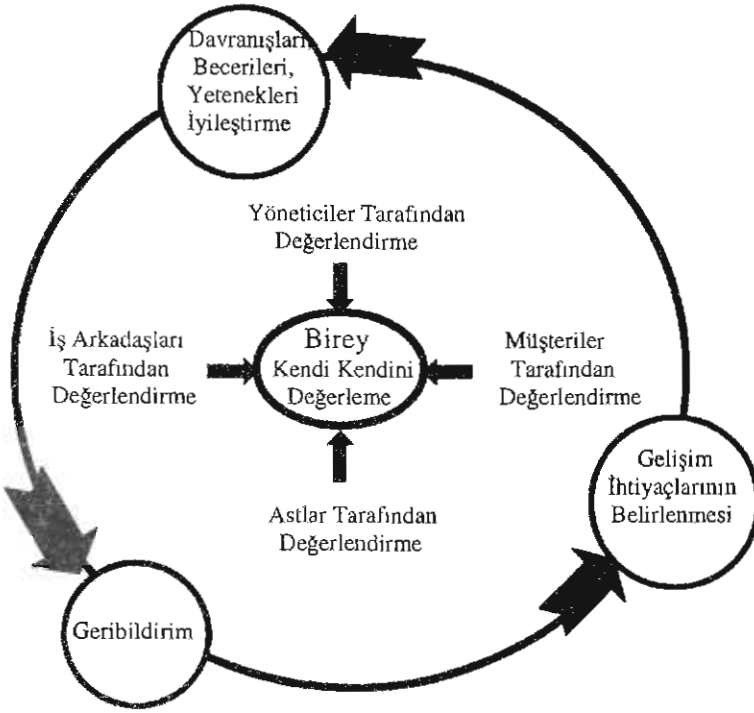 Davranışları,
Becerileri,
Yetenekleri
İyileştirme
Yöneticiler Tarafından
Değerlendirme
İş Arkadaşları
Tarafından
Değerlendirme
Birey
Kendi Kendini
Değerleme
Müşteriler
Tarafından
Değerlendirme
Astlar Tarafından
Değerlendirme
Gelişim
İhtiyaçlarının
Belirlenmesi
Geribildirim